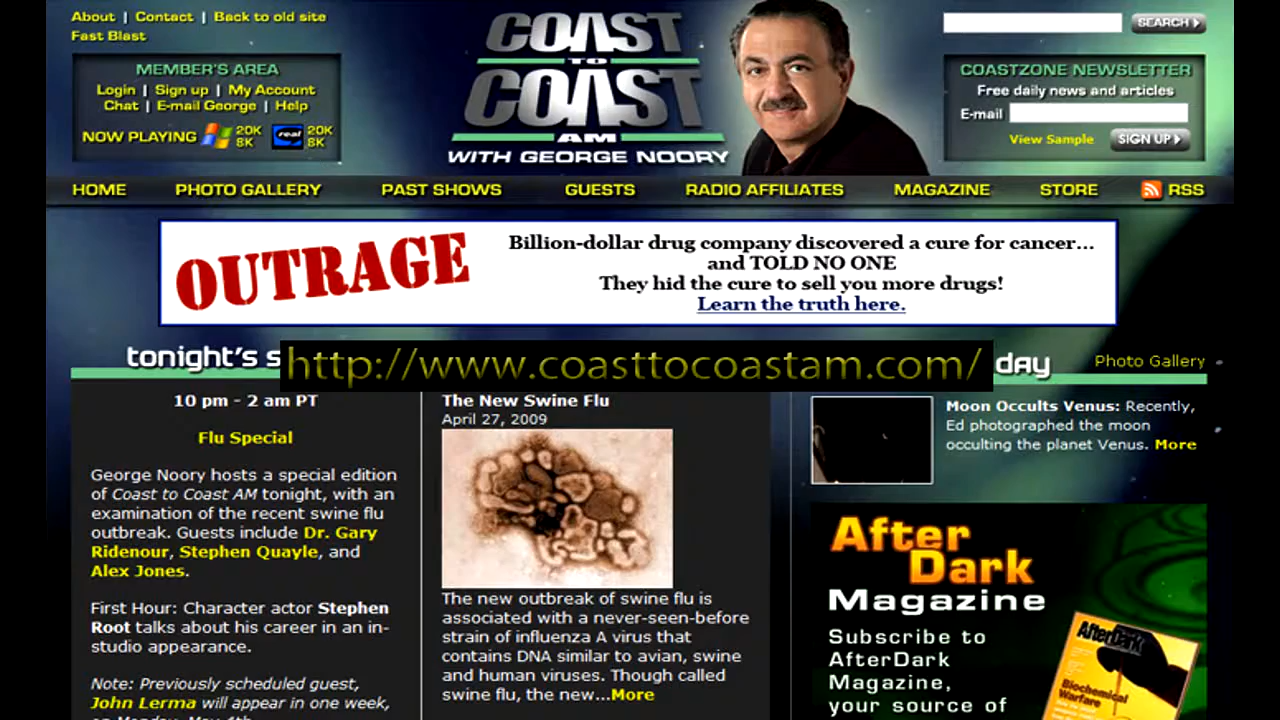 About | Contact | Back to old site
Fast Blast
MEMBER'S AREA
Login | Sign up | My Account
Chat | E-mail George | Help
NOW PLAYING 20K 8K real 20K 8K
COAST
TO
COAST
AM
WITH GEORGE NOORY
SEARCH
COASTZONE NEWSLETTER
Free daily news and articles
E-mail
View Sample SIGN UP
HOME PHOTO GALLERY PAST SHOWS GUESTS RADIO AFFILIATES MAGAZINE STORE RSS
OUTRAGE
Billion-dollar drug company discovered a cure for cancer...
and TOLD NO ONE
They hid the cure to sell you more drugs!
Learn the truth here.
tonight's s
http://www.coasttocoastam.com/
day
Photo Gallery
10 pm - 2 am PT
Flu Special
George Noory hosts a special edition
of Coast to Coast AM tonight, with an
examination of the recent swine flu
outbreak. Guests include Dr. Gary
Ridenour, Stephen Quayle, and
Alex Jones.
First Hour: Character actor Stephen
Root talks about his career in an in-
studio appearance.
Note: Previously scheduled guest,
John Lerma will appear in one week,
on Monday, May 4th.
The New Swine Flu
April 27, 2009
The new outbreak of swine flu is
associated with a never-seen-before
strain of influenza A virus that
contains DNA similar to avian, swine
and human viruses. Though called
swine flu, the new...More
Moon Occults Venus: Recently,
Ed photographed the moon
occulting the planet Venus. More
After
Dark
Magazine
Subscribe to
AfterDark
Magazine,
your source of
AfterDark
Biochemical
Warfare